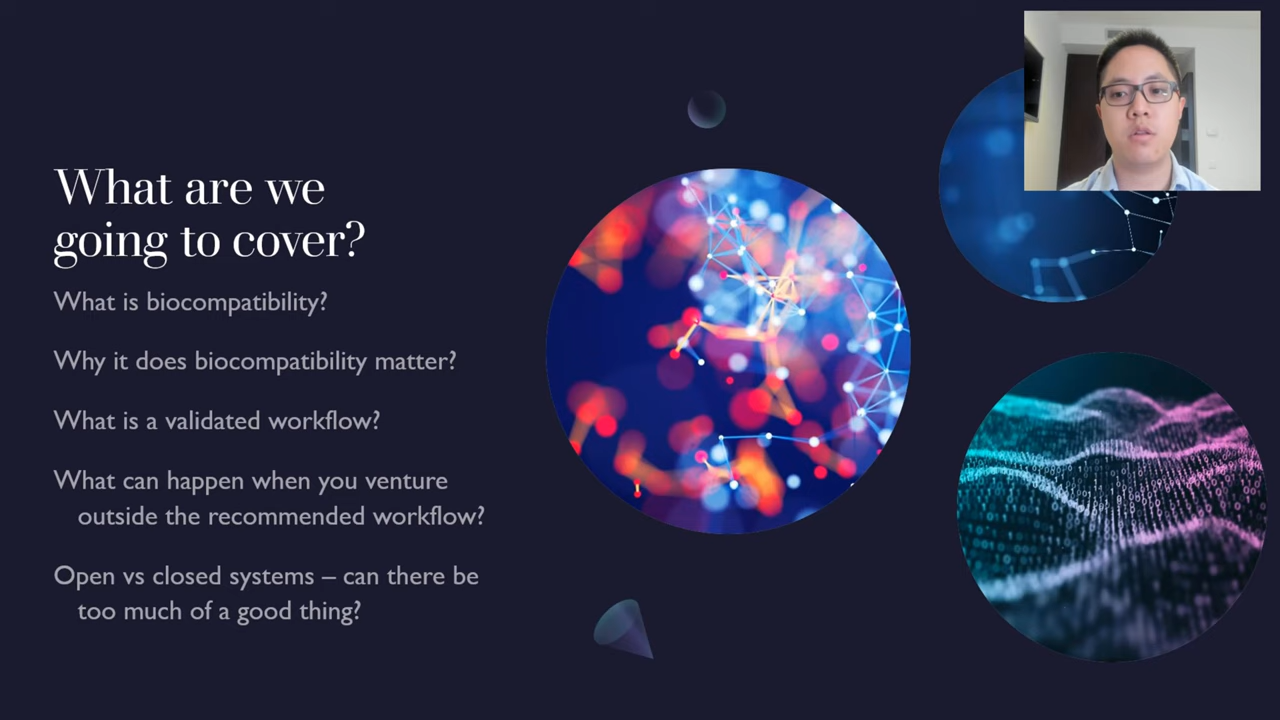 What are we
going to cover?
What is biocompatibility?
Why it does biocompatibility matter?
What is a validated workflow?
What can happen when you venture
outside the recommended workflow?
Open vs closed systems – can there be
too much of a good thing?